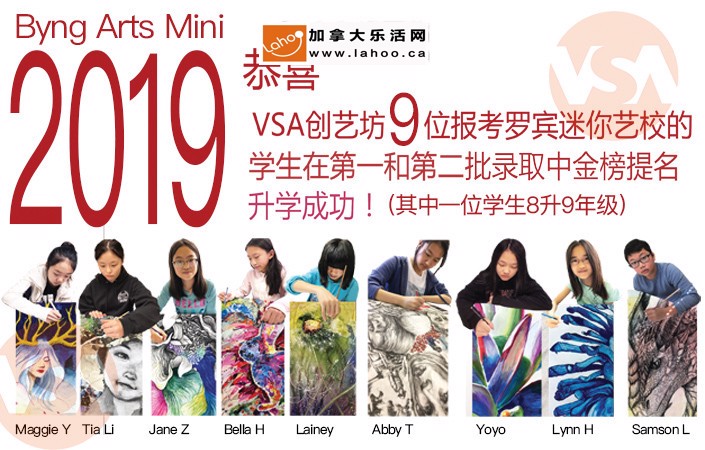 Byng Arts Mini
2019
Lahoo
加拿大乐活网
www.lahoo.ca
VSA
恭喜
VSA创艺坊9位报考罗宾迷你艺校的
学生在第一和第二批录取中金榜提名
升学成功！（其中一位学生8升9年级）
Maggie Y Tia Li Jane Z Bella H Lainey Abby T Yoyo Lynn H Samson L